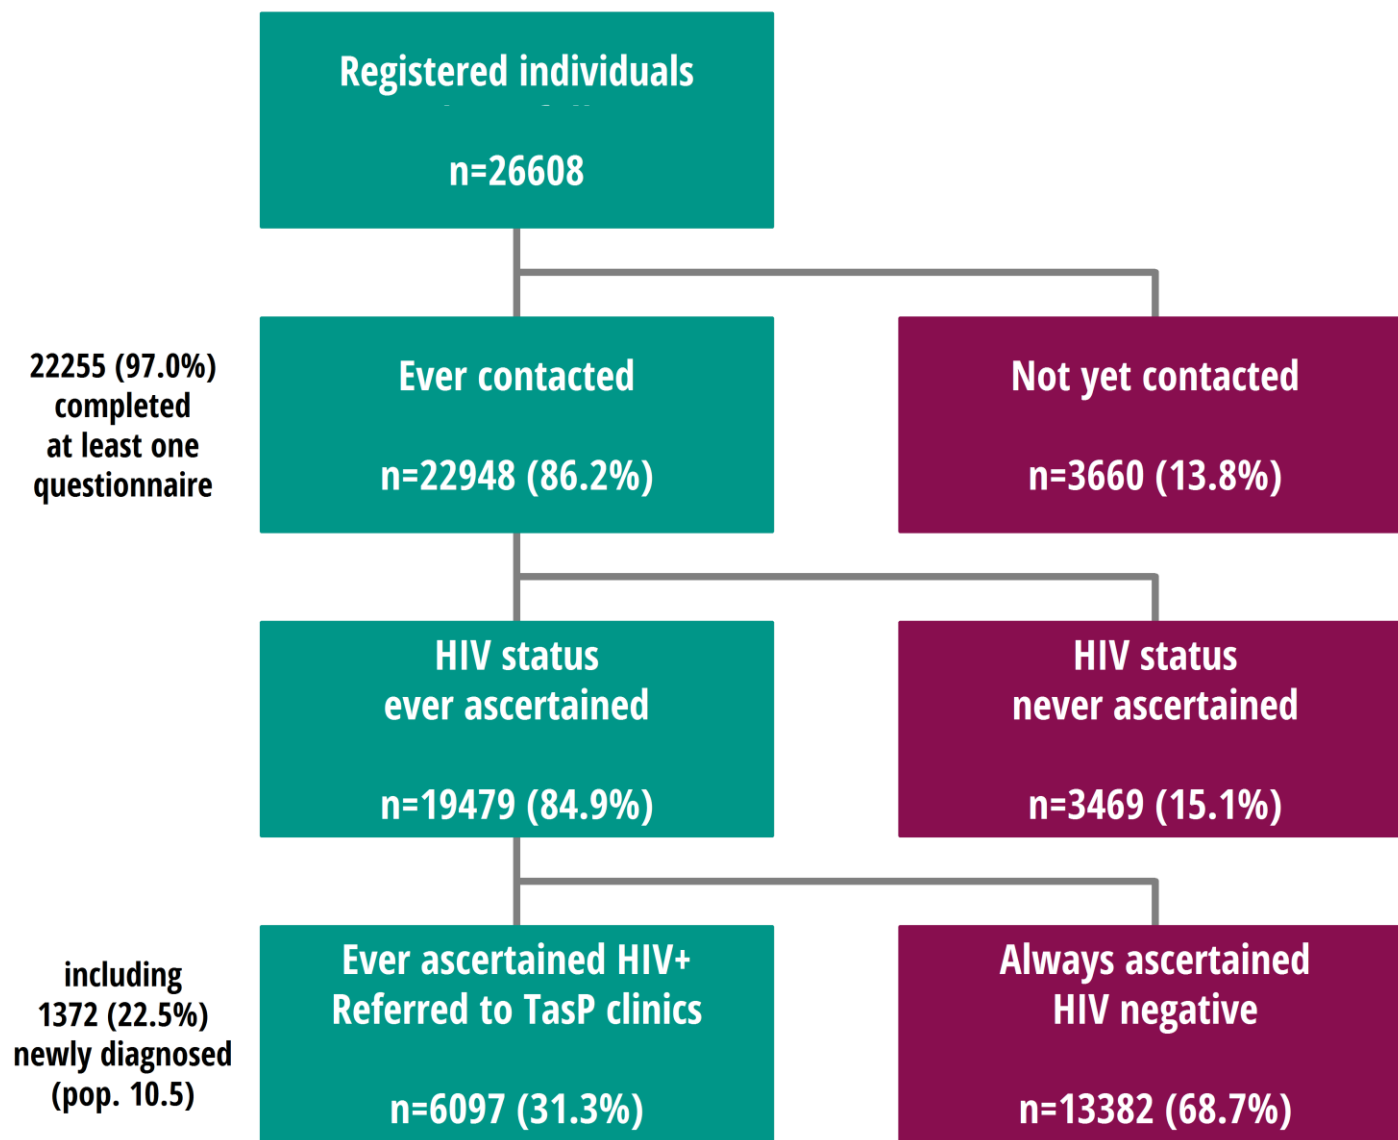 Registered individuals
n=26608
22255 (97.0%)
completed
at least one
questionnaire
Ever contacted
n=22948 (86.2%)
Not yet contacted
n=3660 (13.8%)
HIV status
ever ascertained
n=19479 (84.9%)
HIV status
never ascertained
n=3469 (15.1%)
including
1372 (22.5%)
newly diagnosed
(pop. 10.5)
Ever ascertained HIV+
Referred to TasP clinics
n=6097 (31.3%)
Always ascertained
HIV negative
n=13382 (68.7%)